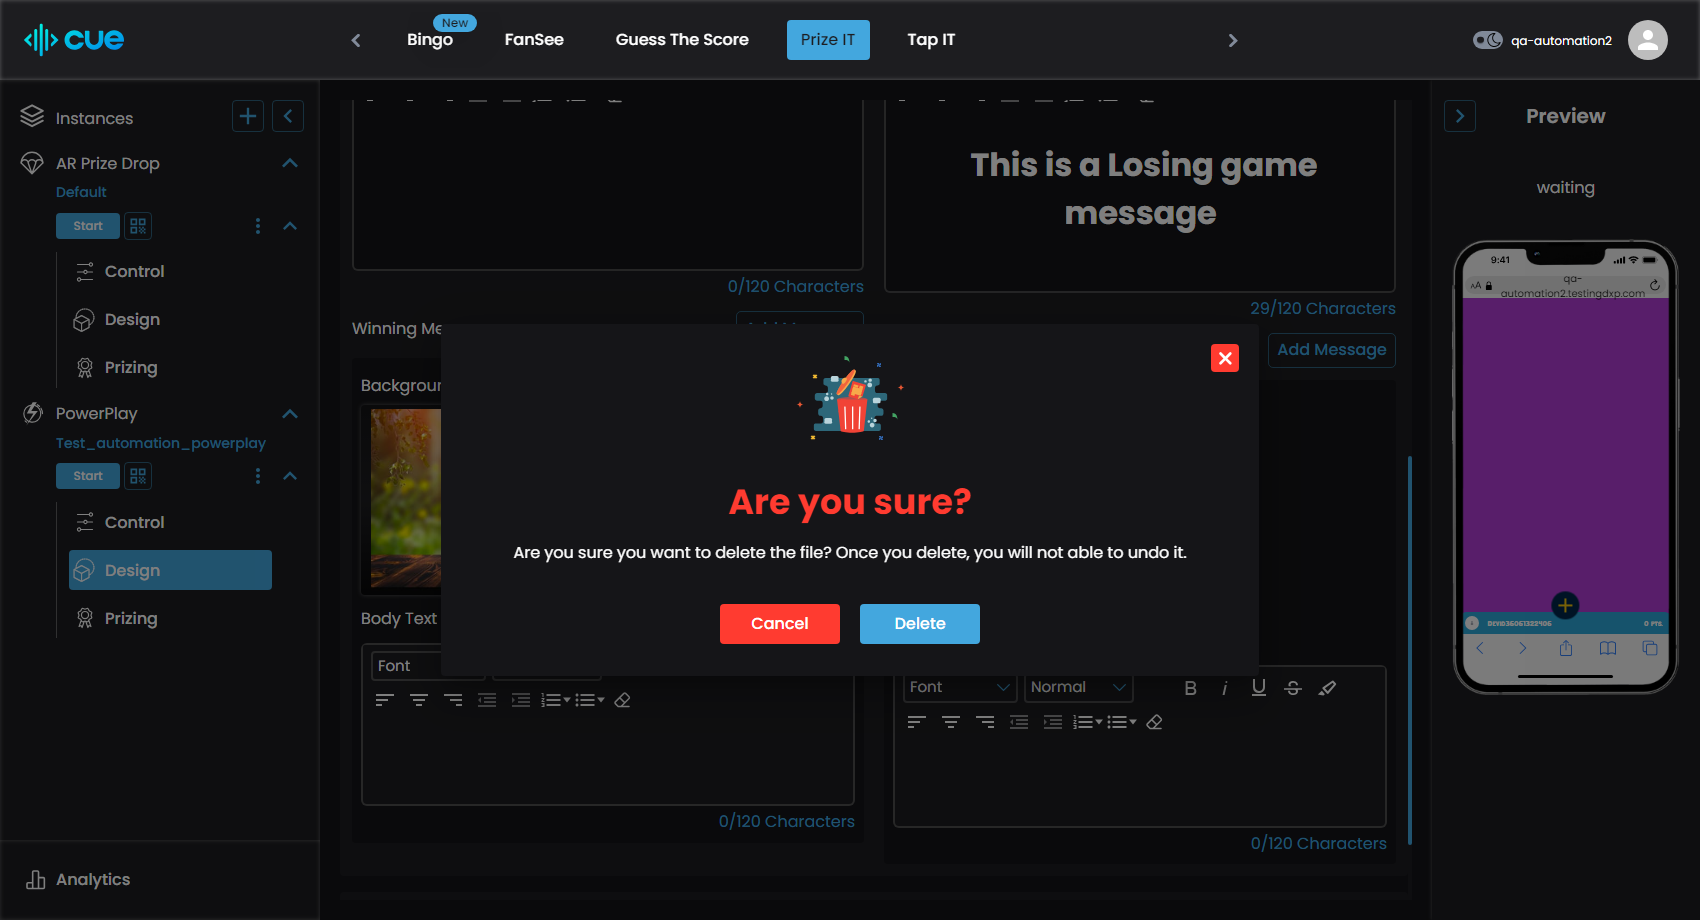 cue
New
Bingo
FanSee
Guess The Score
Prize IT
Tap IT
qa-automation2
Instances
AR Prize Drop
Default
Start
Control
Design
Prizing
PowerPlay
Test_automation_powerplay
Start
Control
Design
Prizing
Analytics
This is a Losing game
message
0/120 Characters
29/120 Characters
Winning Me
Add Message
Backgroun
Are you sure?
Are you sure you want to delete the file? Once you delete, you will not able to undo it.
Cancel
Delete
Body Text
Font
0/120 Characters
Font
Normal
B i U S
0/120 Characters
Preview
waiting
9:41
AA
qa-
automation2.testingdxp.com
0 PTS.